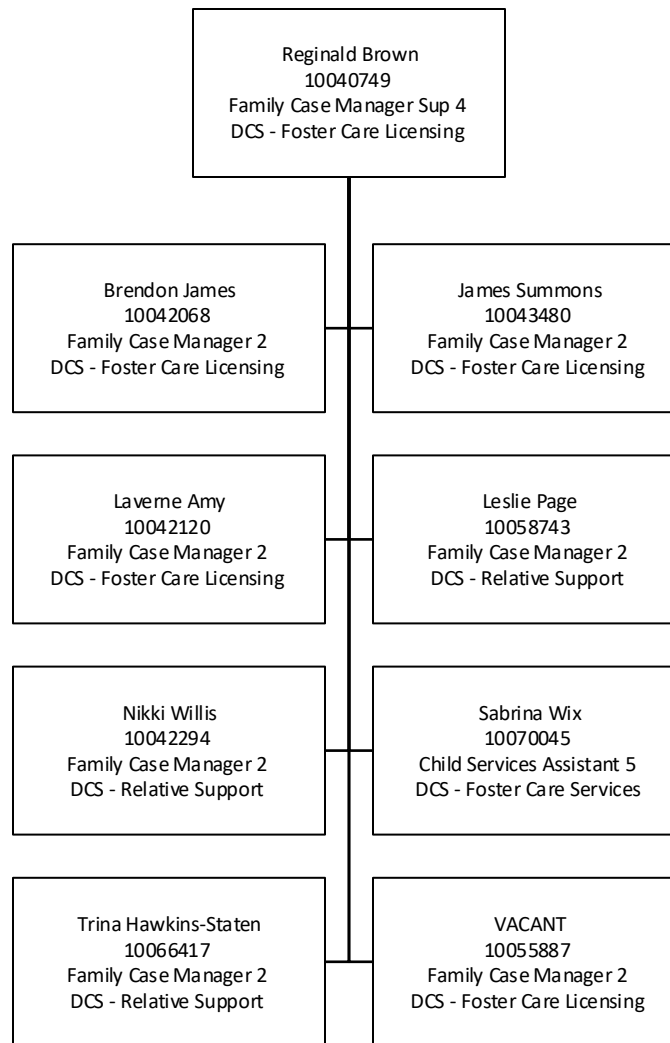 Reginald Brown
10040749
Family Case Manager Sup 4
DCS - Foster Care Licensing
Brendon James
10042068
Family Case Manager 2
DCS - Foster Care Licensing
James Summons
10043480
Family Case Manager 2
DCS - Foster Care Licensing
Laverne Amy
10042120
Family Case Manager 2
DCS - Foster Care Licensing
Leslie Page
10058743
Family Case Manager 2
DCS - Relative Support
Nikki Willis
10042294
Family Case Manager 2
DCS - Relative Support
Sabrina Wix
10070045
Child Services Assistant 5
DCS - Foster Care Services
Trina Hawkins-Staten
10066417
Family Case Manager 2
DCS - Relative Support
VACANT
10055887
Family Case Manager 2
DCS - Foster Care Licensing